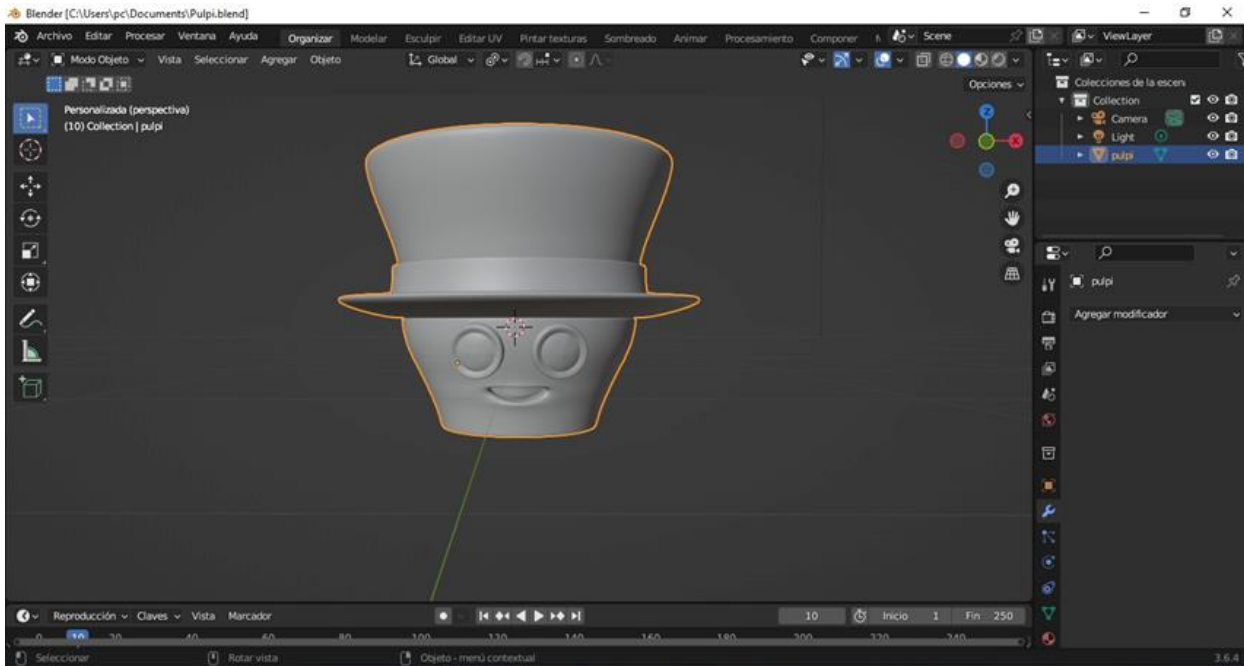 Blender [C:\Users\pc\Documents\Pulpi.blend]
Archivo Editar Procesar Ventana Ayuda Organizar Modelar Esculpir Editar UV Pintar texturas Sombreado Animar Procesamiento Componer Scene ViewLayer
Modo Objeto Vista Seleccionar Agregar Objeto Global
Opciones
Personalizada (perspectiva)
(10) Collection | pulpi
Z
X
Colecciones de la escen
Collection
Camera
Light
pulpi
pulpi
Agregar modificador
Reproducción Claves Vista Marcador 10 Inicio 1 Fin 250
0 10 20 40 60 80 100 120 140 160 180 200 220 240
Seleccionar Rotar vista Objeto - menú contextual 3.6.4